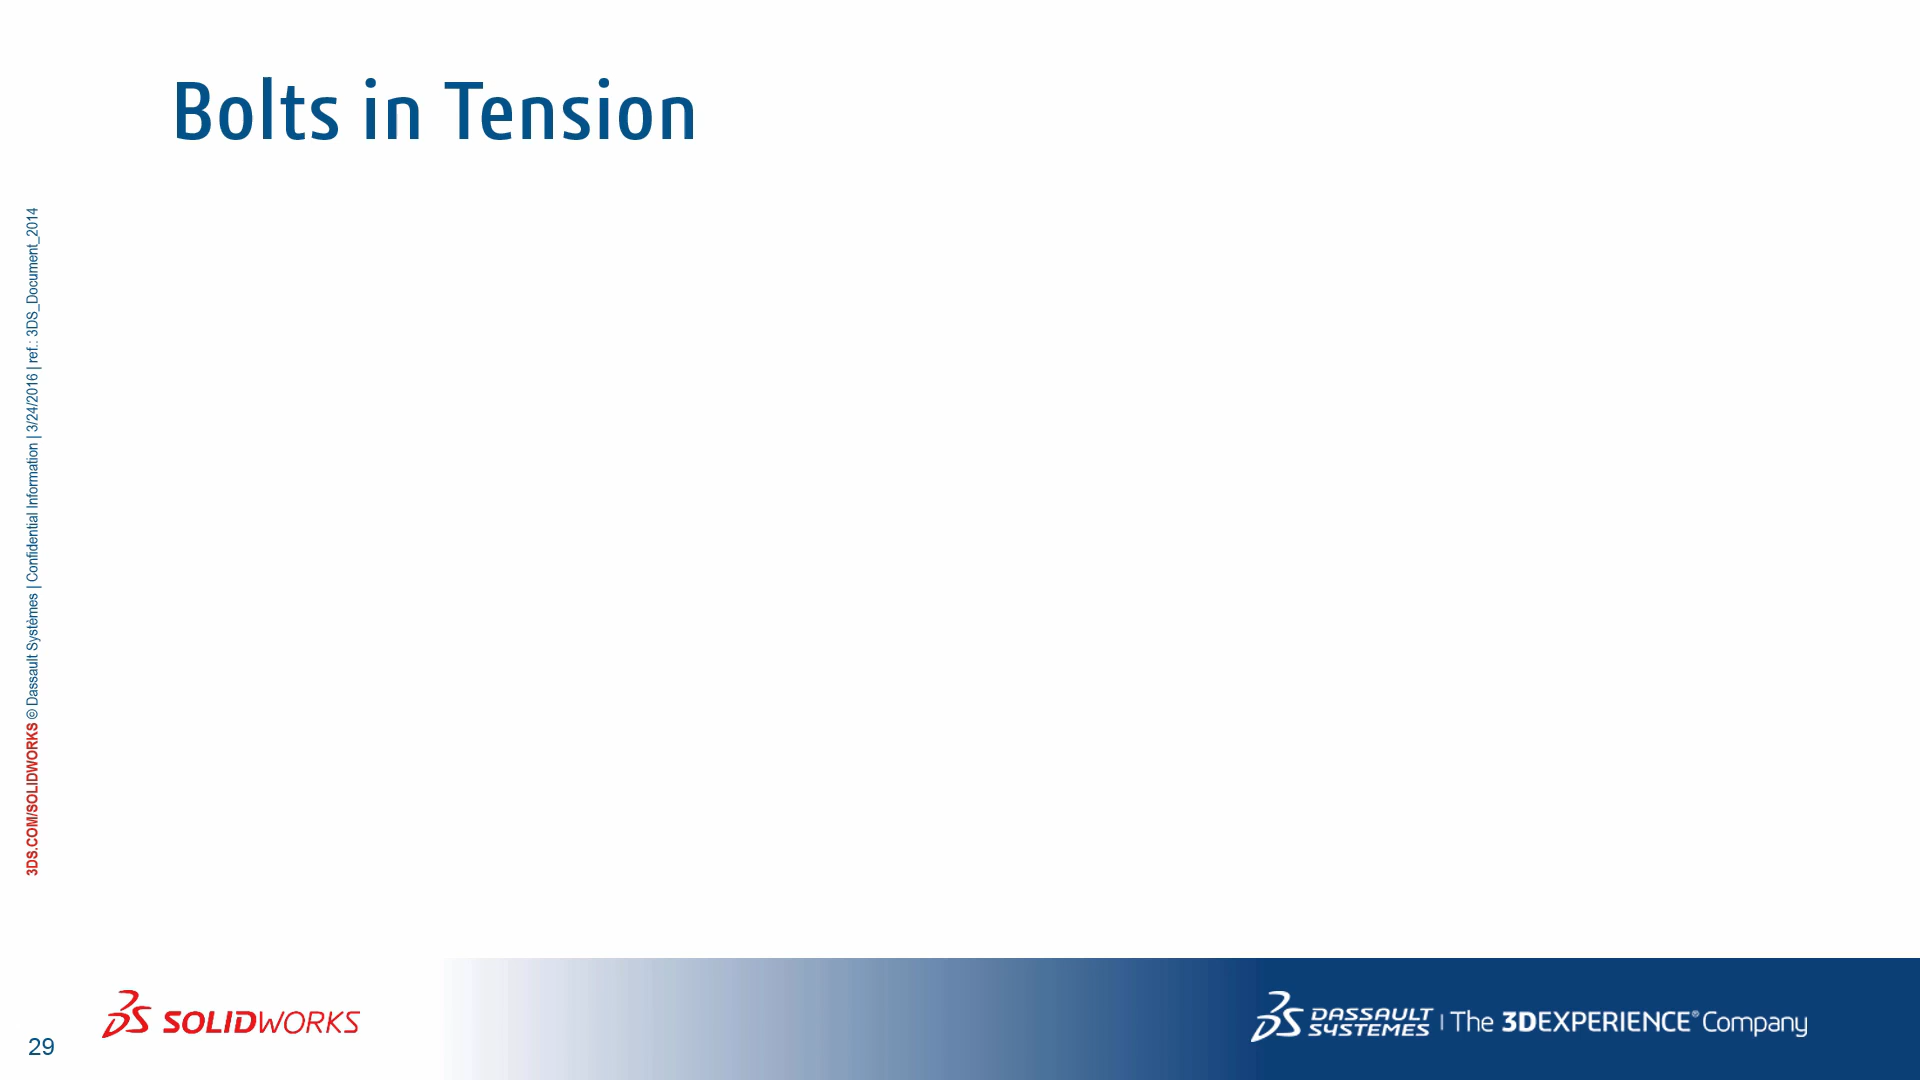 Bolts in Tension
3DS.COM/SOLIDWORKS © Dassault Systèmes | Confidential Information | 3/24/2016 | ref.: 3DS_Document_2014
29
SOLIDWORKS
DASSAULT SYSTEMES | The 3DEXPERIENCE® Company